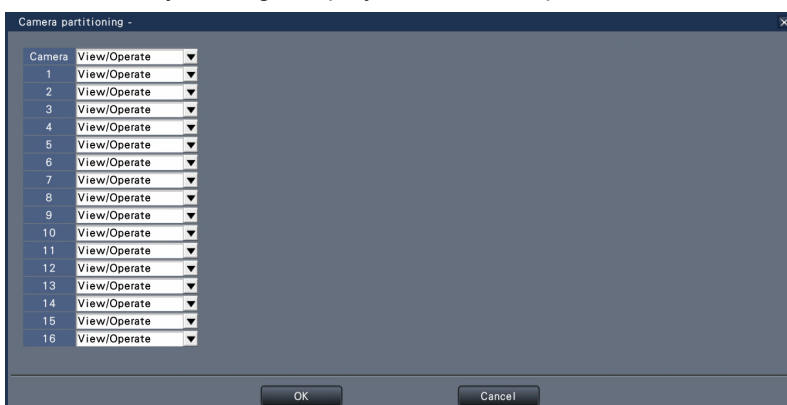 Camera partitioning -
Camera View/Operate
1 View/Operate
2 View/Operate
3 View/Operate
4 View/Operate
5 View/Operate
6 View/Operate
7 View/Operate
8 View/Operate
9 View/Operate
10 View/Operate
11 View/Operate
12 View/Operate
13 View/Operate
14 View/Operate
15 View/Operate
16 View/Operate
OK Cancel